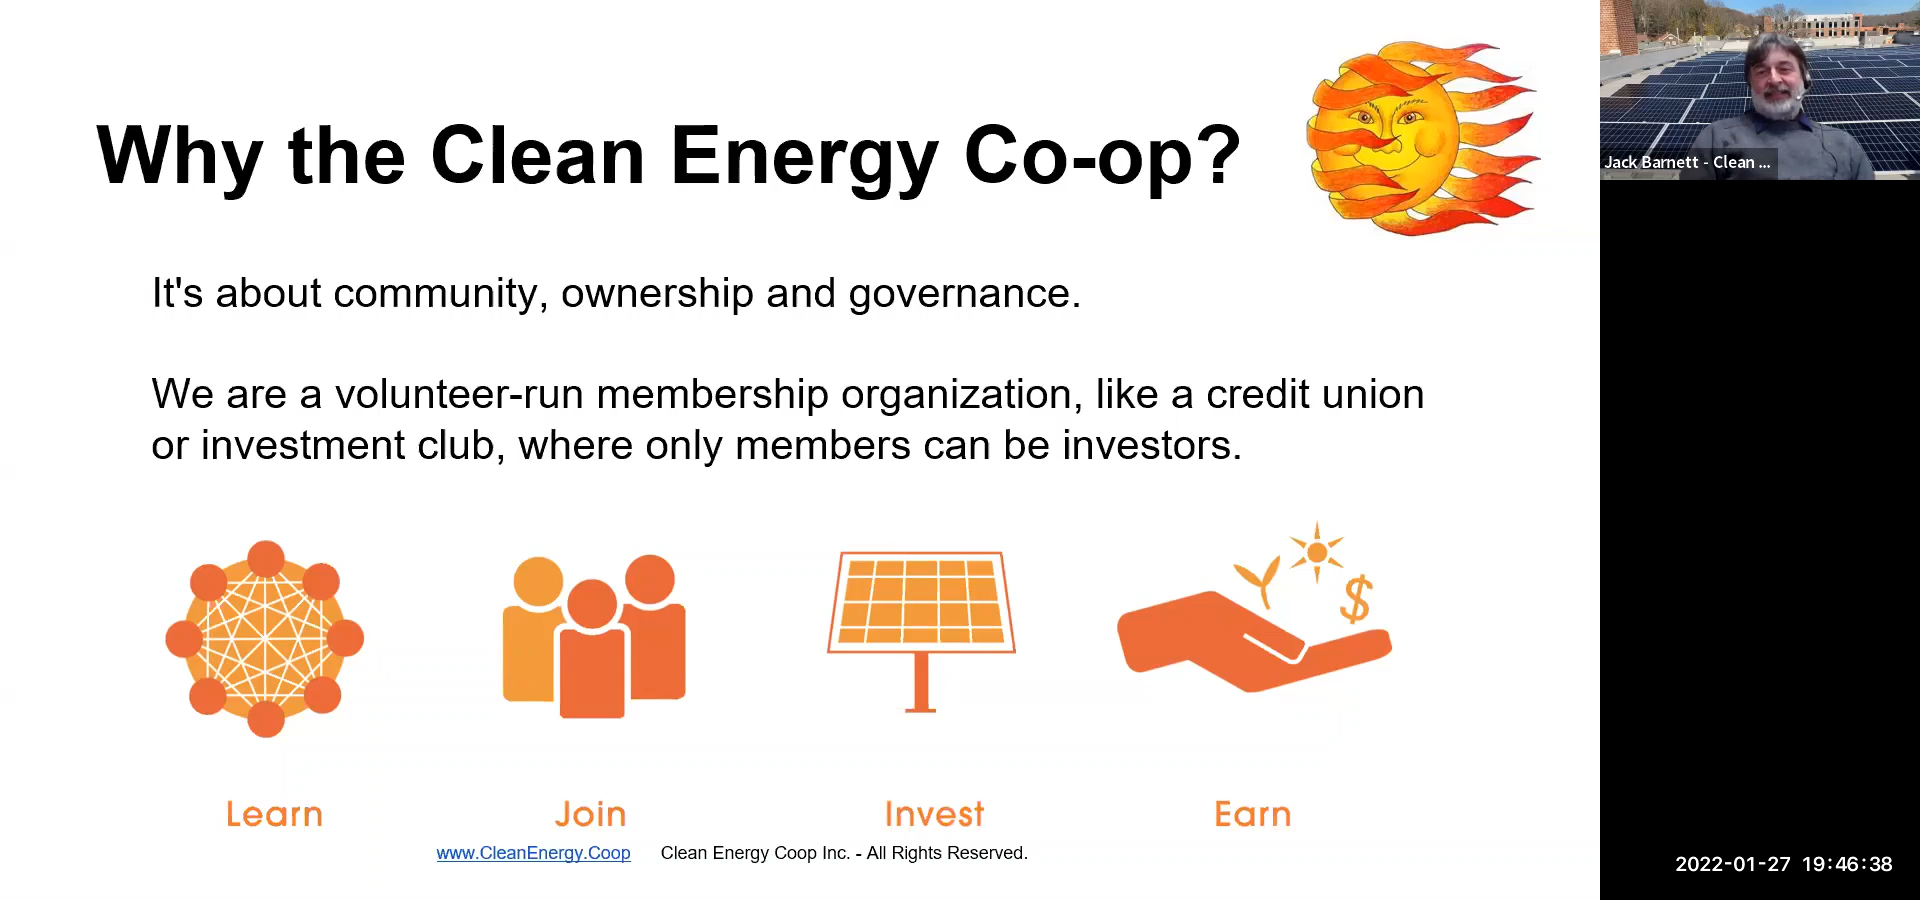 Why the Clean Energy Co-op?
It's about community, ownership and governance.
We are a volunteer-run membership organization, like a credit union
or investment club, where only members can be investors.
$
Learn
Join
Invest
Earn
www.CleanEnergy.Coop Clean Energy Coop Inc. - All Rights Reserved.
Jack Barnett - Clean ...
2022-01-27 19:46:38